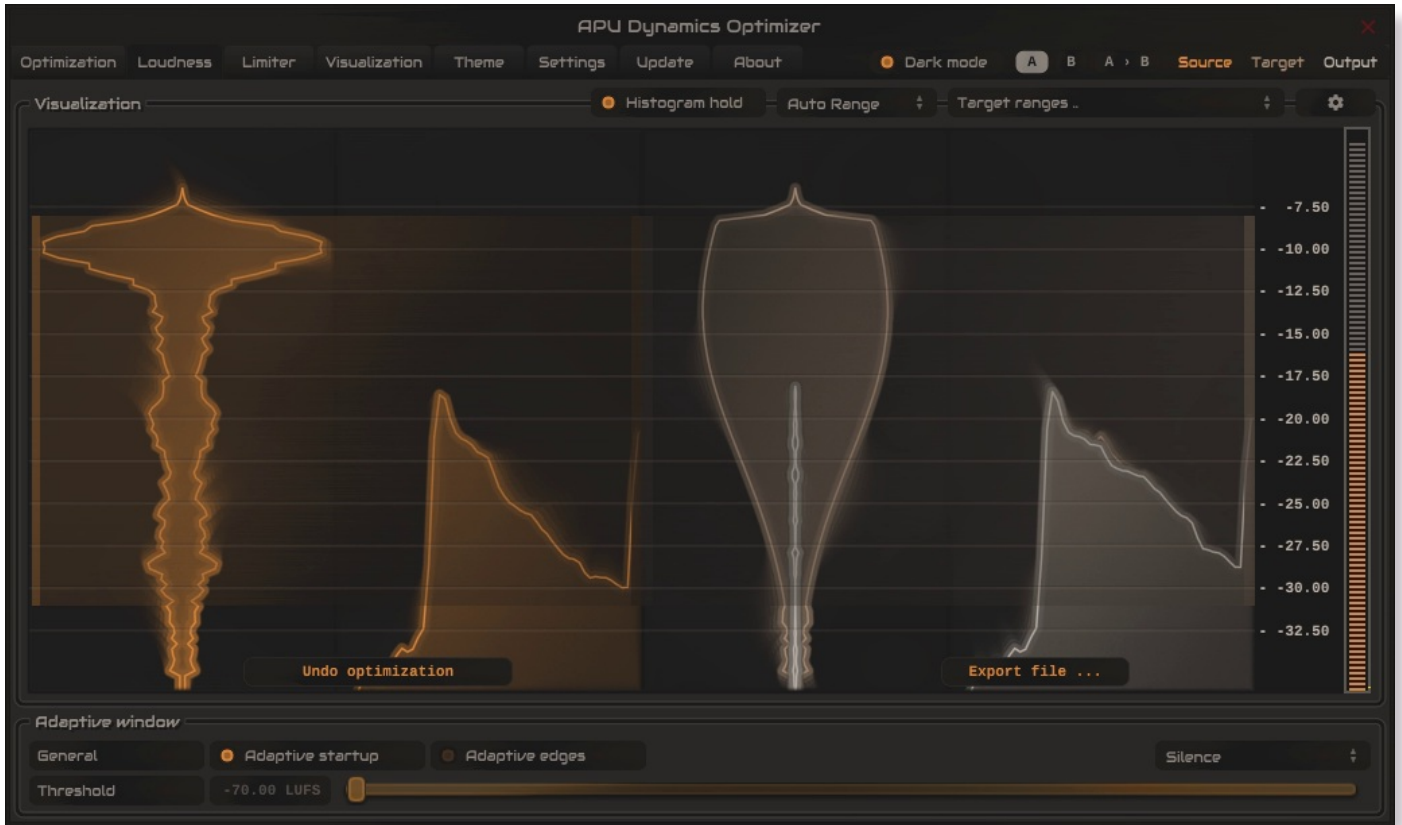 APU Dynamics Optimizer
Optimization Loudness Limiter Visualization Theme Settings Update About Dark mode A B A › B Source Target Output
Visualization Histogram hold Auto Range Target ranges ..
- -7.50
- -10.00
- -12.50
- -15.00
- -17.50
- -20.00
- -22.50
- -25.00
- -27.50
- -30.00
- -32.50
Undo optimization Export file ...
Adaptive window
General Adaptive startup Adaptive edges Silence
Threshold -70.00 LUFS